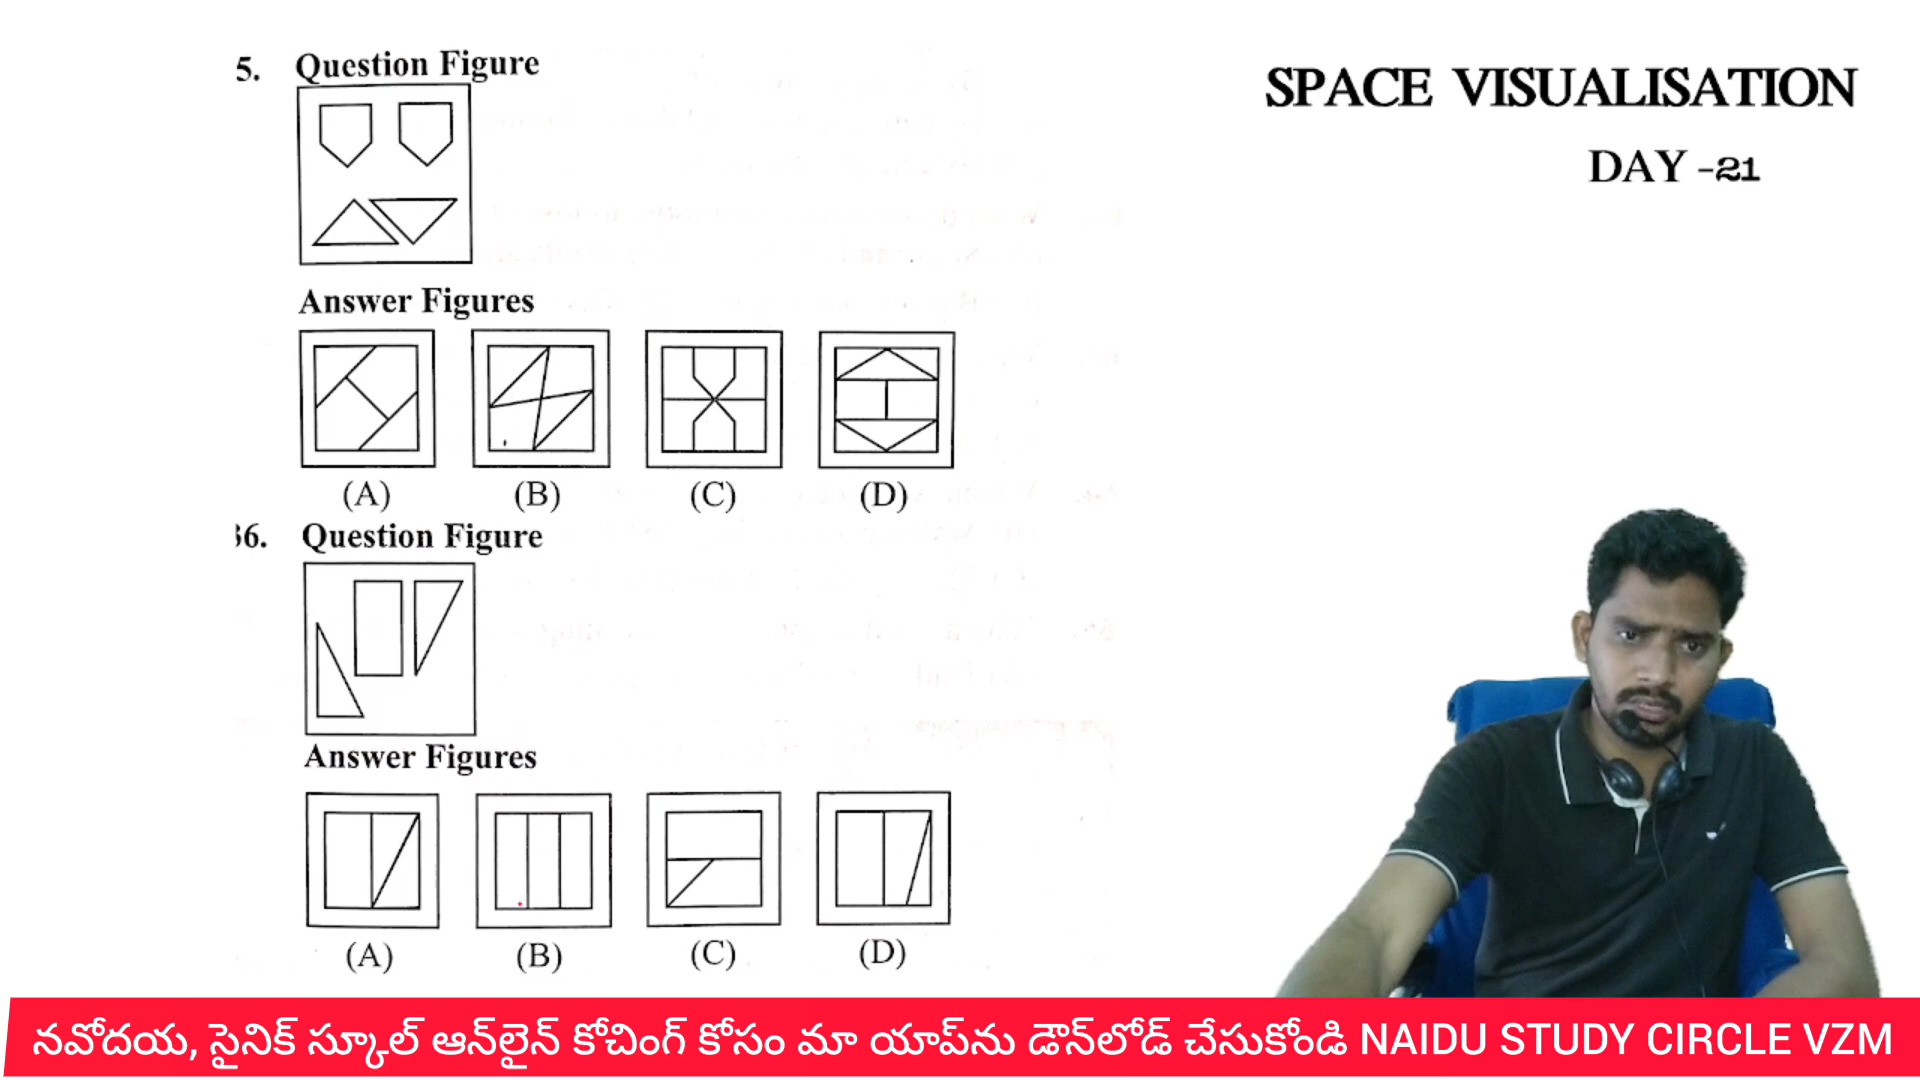 SPACE VISUALISATION
DAY -21
5. Question Figure
Answer Figures
(A) (B) (C) (D)
36. Question Figure
Answer Figures
(A) (B) (C) (D)
నవోదయ, సైనిక్ స్కూల్ ఆన్‌లైన్ కోచింగ్ కోసం మా యాప్‌ను డౌన్‌లోడ్ చేసుకోండి NAIDU STUDY CIRCLE VZM